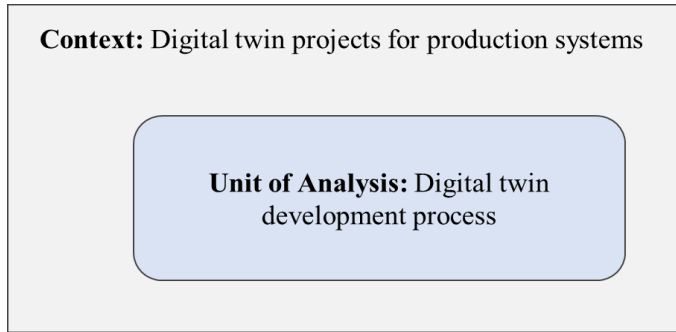 Context: Digital twin projects for production systems
Unit of Analysis: Digital twin
development process